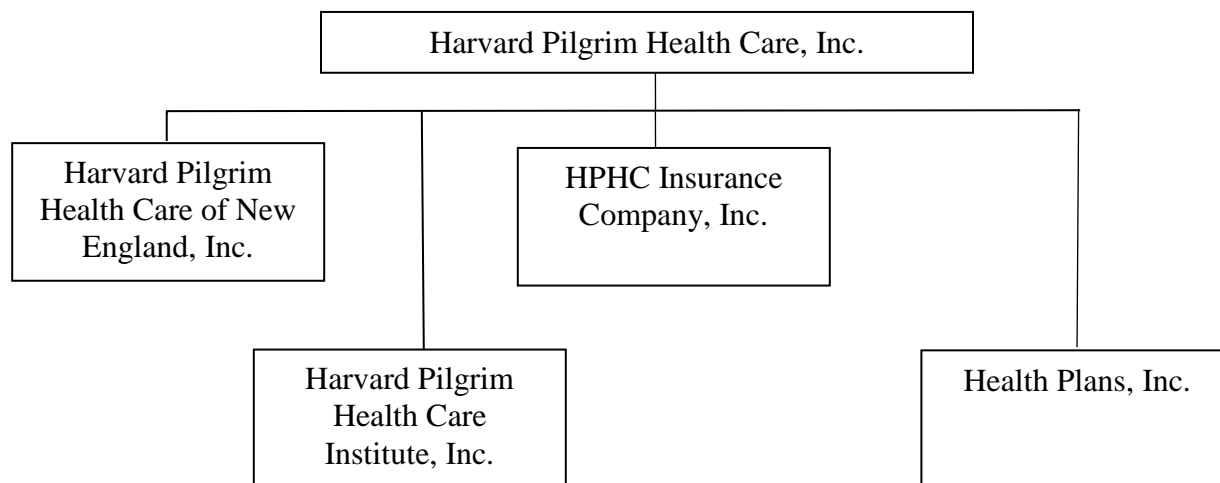 Harvard Pilgrim Health Care, Inc.
Harvard Pilgrim
Health Care of New
England, Inc.
HPHC Insurance
Company, Inc.
Harvard Pilgrim
Health Care
Institute, Inc.
Health Plans, Inc.